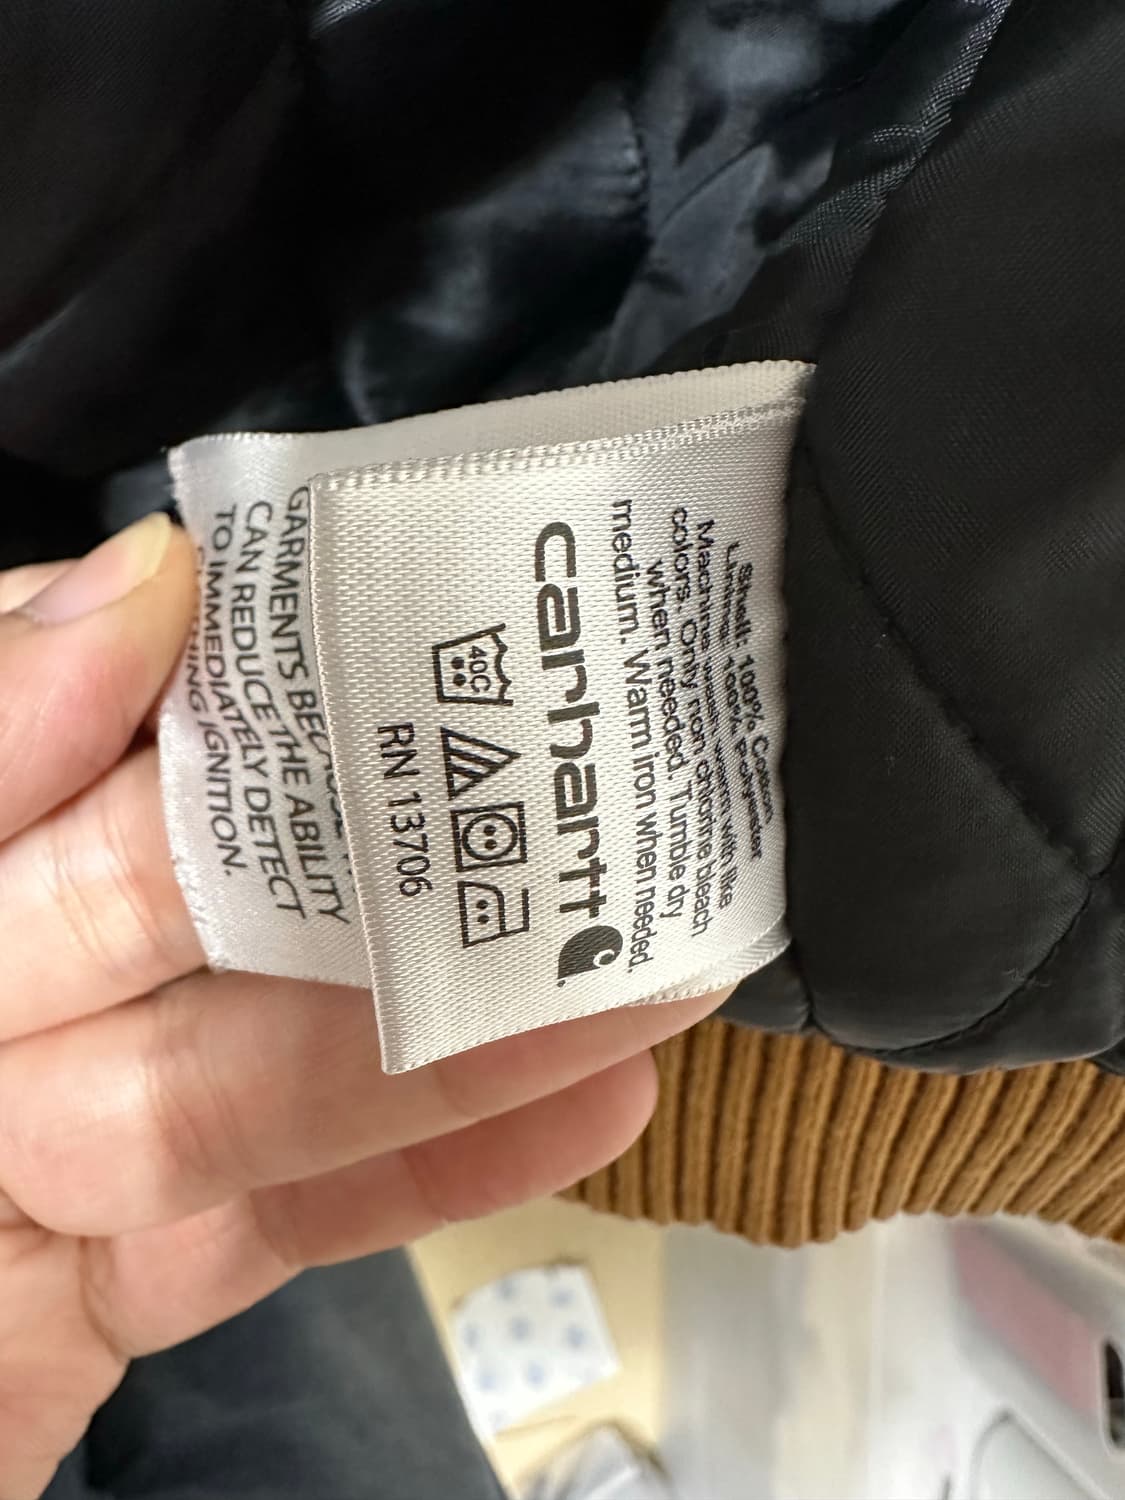 Shell: 100% Cotton
Lining: 100% Polyester
Machine wash warm with like
colors. Only non chlorine bleach
when needed. Tumble dry
medium. Warm iron when needed.
carhartt
40C
RN 13706
GARMENTS
CAN REDUCE THE ABILITY
TO IMMEDIATELY DETECT
IGNITION.